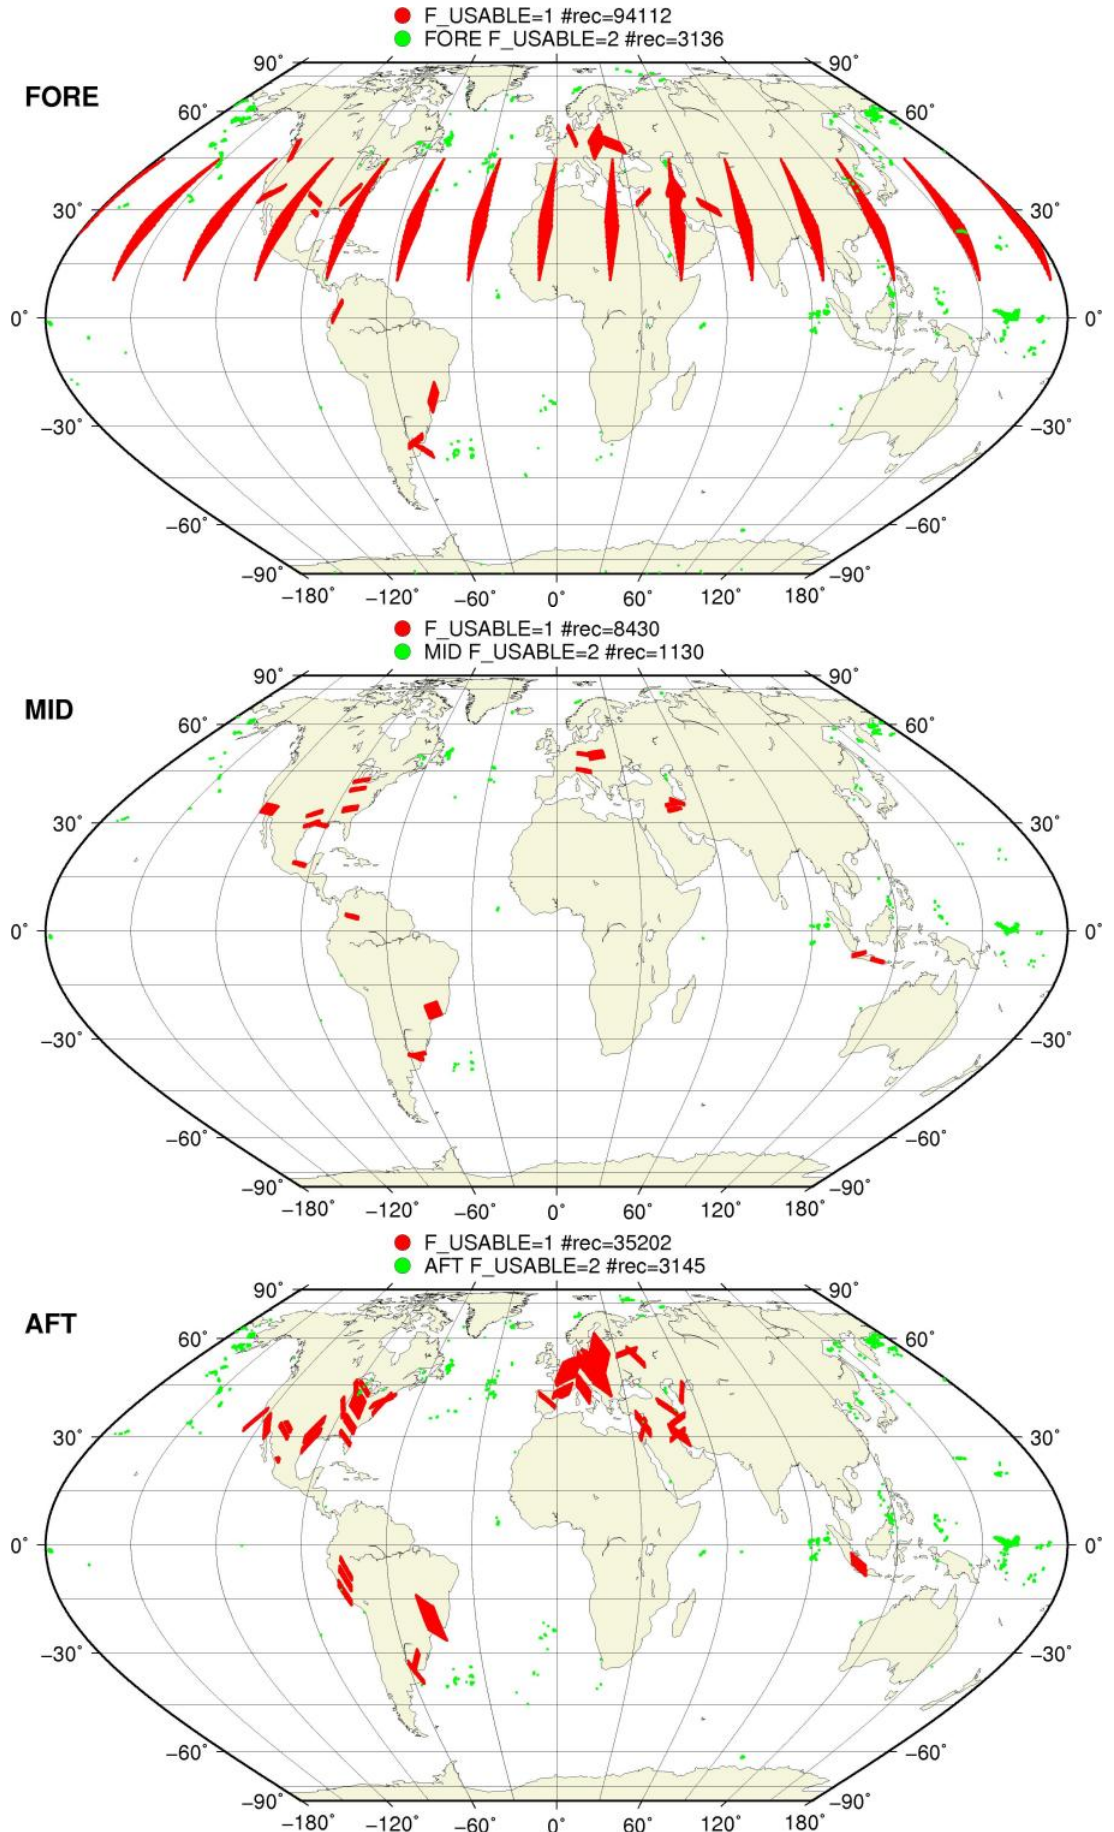 F_USABLE=1 #rec=94112
FORE F_USABLE=2 #rec=3136
FORE
90° 90°
60° 60°
30° 30°
0° 0°
−30° −30°
−60° −60°
−90° −90°
−180° −120° −60° 0° 60° 120° 180°
F_USABLE=1 #rec=8430
MID F_USABLE=2 #rec=1130
MID
90° 90°
60° 60°
30° 30°
0° 0°
−30° −30°
−60° −60°
−90° −90°
−180° −120° −60° 0° 60° 120° 180°
F_USABLE=1 #rec=35202
AFT F_USABLE=2 #rec=3145
AFT
90° 90°
60° 60°
30° 30°
0° 0°
−30° −30°
−60° −60°
−90° −90°
−180° −120° −60° 0° 60° 120° 180°